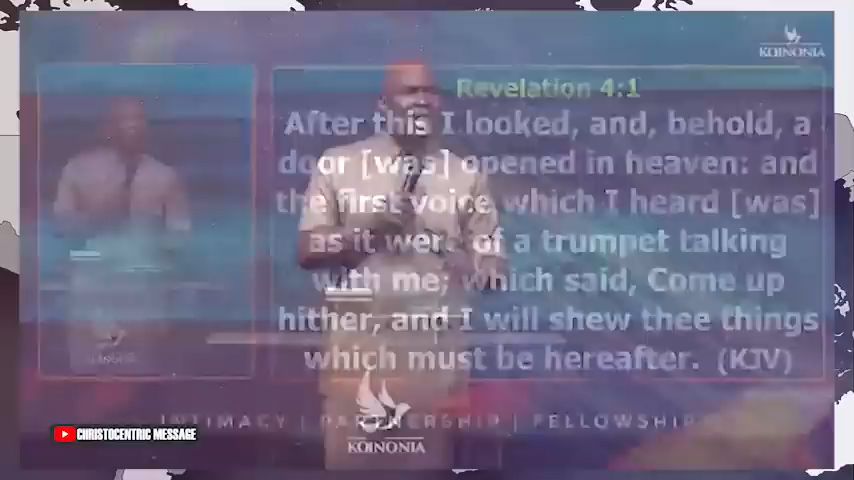 KOINONIA
Revelation 4:1
After this I looked, and, behold, a
door [was] opened in heaven: and
the first voice which I heard [was]
as it were of a trumpet talking
with me; which said, Come up
hither, and I will shew thee things
which must be hereafter. (KJV)
INTIMACY | PARTNERSHIP | FELLOWSHIP
CHRISTOCENTRIC MESSAGE
KOINONIA